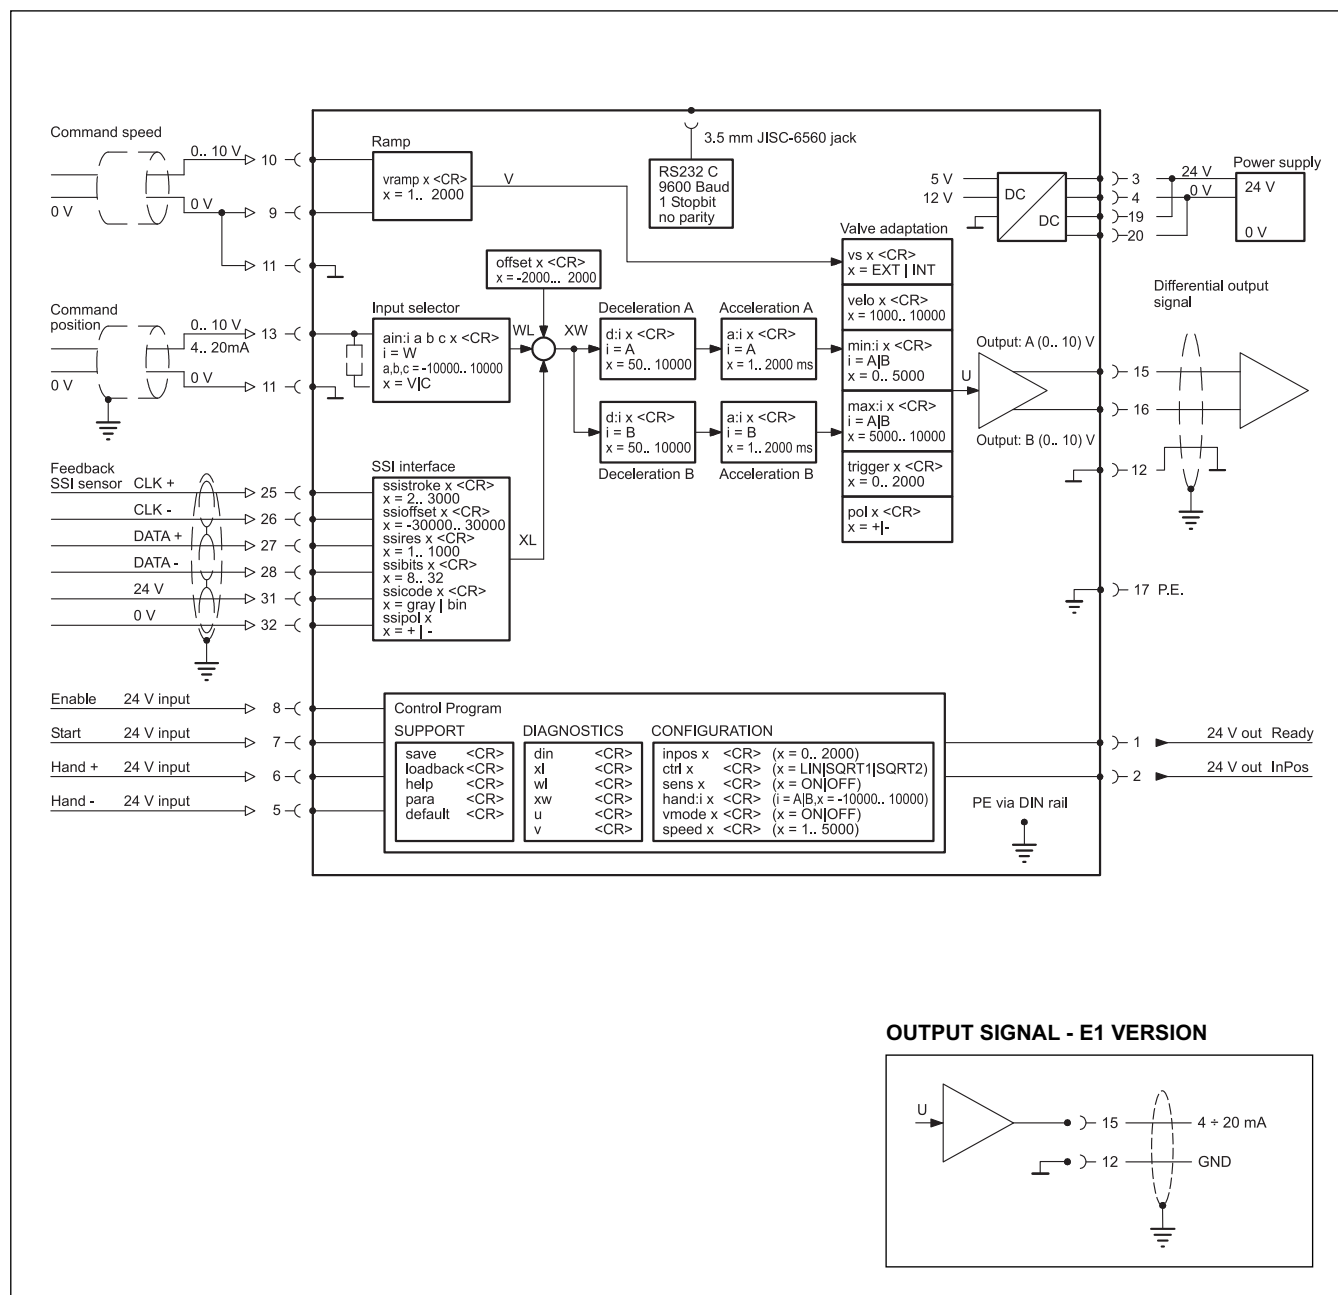 Command speed
0.. 10 V
10
0 V
0 V
9
11
Ramp
vramp x <CR>
x = 1.. 2000
V
3.5 mm JISC-6560 jack
RS232 C
9600 Baud
1 Stopbit
no parity
5 V
12 V
DC
DC
3
4
19
20
24 V
0 V
Power supply
24 V
0 V
Command
position
0.. 10 V
4.. 20mA
13
0 V
0 V
11
Input selector
ain:i a b c x <CR>
i = W
a,b,c = -10000.. 10000
x = V|C
offset x <CR>
x = -2000... 2000
WL
XW
Deceleration A
d:i x <CR>
i = A
x = 50.. 10000
Acceleration A
a:i x <CR>
i = A
x = 1.. 2000 ms
d:i x <CR>
i = B
x = 50.. 10000
Deceleration B
a:i x <CR>
i = B
x = 1.. 2000 ms
Acceleration B
Valve adaptation
vs x <CR>
x = EXT | INT
velo x <CR>
x = 1000.. 10000
min:i x <CR>
i = A|B
x = 0.. 5000
max:i x <CR>
i = A|B
x = 5000.. 10000
trigger x <CR>
x = 0.. 2000
pol x <CR>
x = +|-
U
Output: A (0.. 10) V
Output: B (0.. 10) V
15
16
12
Differential output
signal
17 P.E.
Feedback
SSI sensor
CLK +
25
CLK -
26
DATA +
27
DATA -
28
24 V
31
0 V
32
SSI interface
ssistroke x <CR>
x = 2.. 3000
ssioffset x <CR>
x = -30000.. 30000
ssires x <CR>
x = 1.. 1000
ssibits x <CR>
x = 8.. 32
ssicode x <CR>
x = gray | bin
ssipol x
x = + | -
XL
Enable 24 V input 8
Start 24 V input 7
Hand + 24 V input 6
Hand - 24 V input 5
Control Program
SUPPORT
save <CR>
loadback <CR>
help <CR>
para <CR>
default <CR>
DIAGNOSTICS
din <CR>
xl <CR>
wl <CR>
xw <CR>
u <CR>
v <CR>
CONFIGURATION
inpos x <CR> (x = 0.. 2000)
ctrl x <CR> (x = LIN|SQRT1|SQRT2)
sens x <CR> (x = ON|OFF)
hand:i x <CR> (i = A|B,x = -10000.. 10000)
vmode x <CR> (x = ON|OFF)
speed x <CR> (x = 1.. 5000)
1 24 V out Ready
2 24 V out InPos
PE via DIN rail
OUTPUT SIGNAL - E1 VERSION
U
15 4 ÷ 20 mA
12 GND